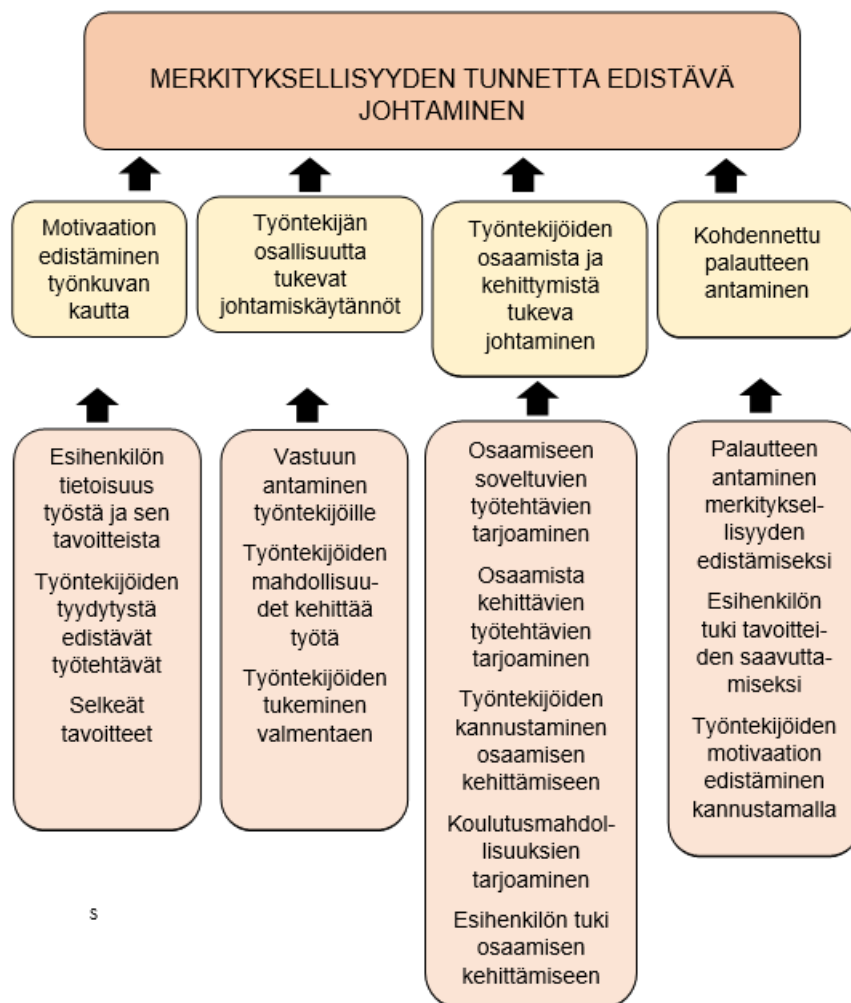 MERKITYKSELLISYYDEN TUNNETTA EDISTÄVÄ
JOHTAMINEN
Motivaation
edistäminen
työnkuvan
kautta
Työntekijän
osallisuutta
tukevat
johtamiskäytännöt
Työntekijöiden
osaamista ja
kehittymistä
tukeva
johtaminen
Kohdennettu
palautteen
antaminen
Esihenkilön
tietoisuus
työstä ja sen
tavoitteista
Työntekijöiden
tyydytystä
edistävät
työtehtävät
Selkeät
tavoitteet
Vastuun
antaminen
työntekijöille
Työntekijöiden
mahdollisuu-
det kehittää
työtä
Työntekijöiden
tukeminen
valmentaen
Osaamiseen
soveltuvien
työtehtävien
tarjoaminen
Osaamista
kehittävien
työtehtävien
tarjoaminen
Työntekijöiden
kannustaminen
osaamisen
kehittämiseen
Koulutusmahdol-
lisuuksien
tarjoaminen
Esihenkilön tuki
osaamisen
kehittämiseen
Palautteen
antaminen
merkityksel-
lisyyden
edistämiseksi
Esihenkilön
tuki tavoittei-
den saavutta-
miseksi
Työntekijöiden
motivaation
edistäminen
kannustamalla
s